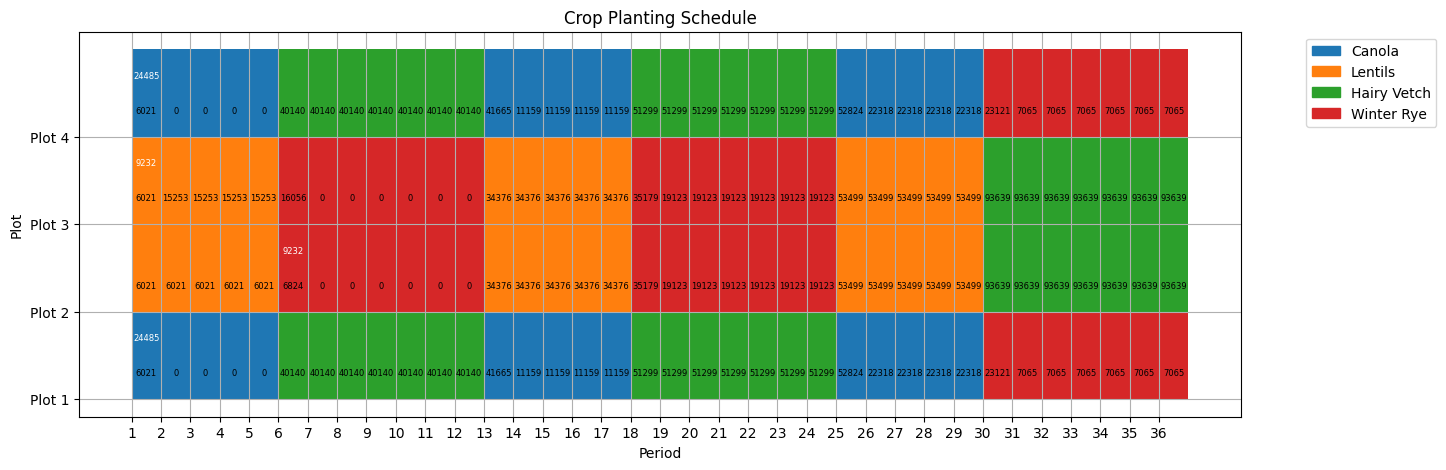 Crop Planting Schedule
24485
6021 0 0 0 0 40140 40140 40140 40140 40140 40140 40140 41665 11159 11159 11159 11159 51299 51299 51299 51299 51299 51299 51299 52824 22318 22318 22318 22318 23121 7065 7065 7065 7065 7065 7065
Plot 4
9232
6021 15253 15253 15253 15253 16056 0 0 0 0 0 0 34376 34376 34376 34376 34376 35179 19123 19123 19123 19123 19123 19123 53499 53499 53499 53499 53499 93639 93639 93639 93639 93639 93639 93639
Plot 3
9232
6021 6021 6021 6021 6021 6824 0 0 0 0 0 0 34376 34376 34376 34376 34376 35179 19123 19123 19123 19123 19123 19123 53499 53499 53499 53499 53499 93639 93639 93639 93639 93639 93639 93639
Plot 2
24485
6021 0 0 0 0 40140 40140 40140 40140 40140 40140 40140 41665 11159 11159 11159 11159 51299 51299 51299 51299 51299 51299 51299 52824 22318 22318 22318 22318 23121 7065 7065 7065 7065 7065 7065
Plot 1
Plot
1 2 3 4 5 6 7 8 9 10 11 12 13 14 15 16 17 18 19 20 21 22 23 24 25 26 27 28 29 30 31 32 33 34 35 36
Period
Canola
Lentils
Hairy Vetch
Winter Rye